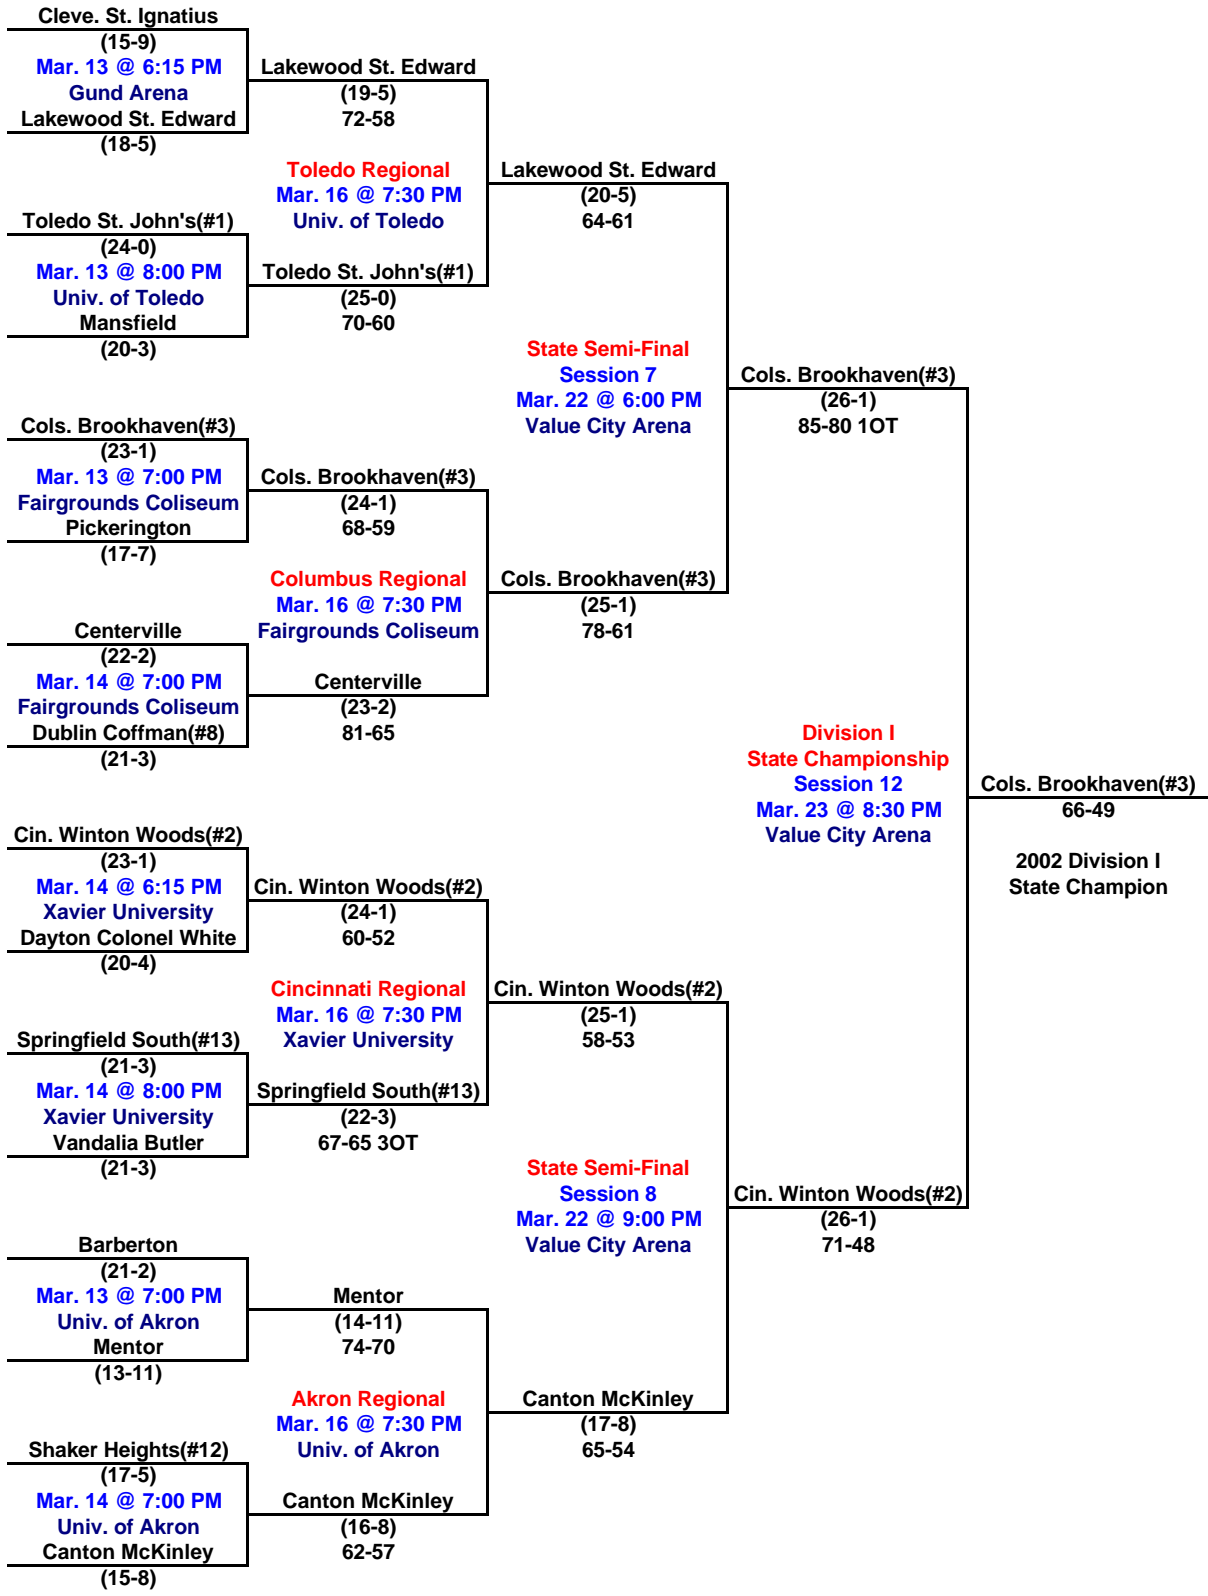 Cleve. St. Ignatius
(15-9)
Mar. 13 @ 6:15 PM
Gund Arena
Lakewood St. Edward
(18-5)
Toledo St. John's(#1)
(24-0)
Mar. 13 @ 8:00 PM
Univ. of Toledo
Mansfield
(20-3)
Cols. Brookhaven(#3)
(23-1)
Mar. 13 @ 7:00 PM
Fairgrounds Coliseum
Pickerington
(17-7)
Centerville
(22-2)
Mar. 14 @ 7:00 PM
Fairgrounds Coliseum
Dublin Coffman(#8)
(21-3)
Cin. Winton Woods(#2)
(23-1)
Mar. 14 @ 6:15 PM
Xavier University
Dayton Colonel White
(20-4)
Springfield South(#13)
(21-3)
Mar. 14 @ 8:00 PM
Xavier University
Vandalia Butler
(21-3)
Barberton
(21-2)
Mar. 13 @ 7:00 PM
Univ. of Akron
Mentor
(13-11)
Shaker Heights(#12)
(17-5)
Mar. 14 @ 7:00 PM
Univ. of Akron
Canton McKinley
(15-8)
Lakewood St. Edward
(19-5)
72-58
Toledo Regional
Mar. 16 @ 7:30 PM
Univ. of Toledo
Toledo St. John's(#1)
(25-0)
70-60
Cols. Brookhaven(#3)
(24-1)
68-59
Columbus Regional
Mar. 16 @ 7:30 PM
Fairgrounds Coliseum
Centerville
(23-2)
81-65
Cin. Winton Woods(#2)
(24-1)
60-52
Cincinnati Regional
Mar. 16 @ 7:30 PM
Xavier University
Springfield South(#13)
(22-3)
67-65 3OT
Mentor
(14-11)
74-70
Akron Regional
Mar. 16 @ 7:30 PM
Univ. of Akron
Canton McKinley
(16-8)
62-57
Lakewood St. Edward
(20-5)
64-61
State Semi-Final
Session 7
Mar. 22 @ 6:00 PM
Value City Arena
Cols. Brookhaven(#3)
(25-1)
78-61
Cin. Winton Woods(#2)
(25-1)
58-53
State Semi-Final
Session 8
Mar. 22 @ 9:00 PM
Value City Arena
Canton McKinley
(17-8)
65-54
Cols. Brookhaven(#3)
(26-1)
85-80 1OT
Division I
State Championship
Session 12
Mar. 23 @ 8:30 PM
Value City Arena
Cin. Winton Woods(#2)
(26-1)
71-48
Cols. Brookhaven(#3)
66-49
2002 Division I
State Champion